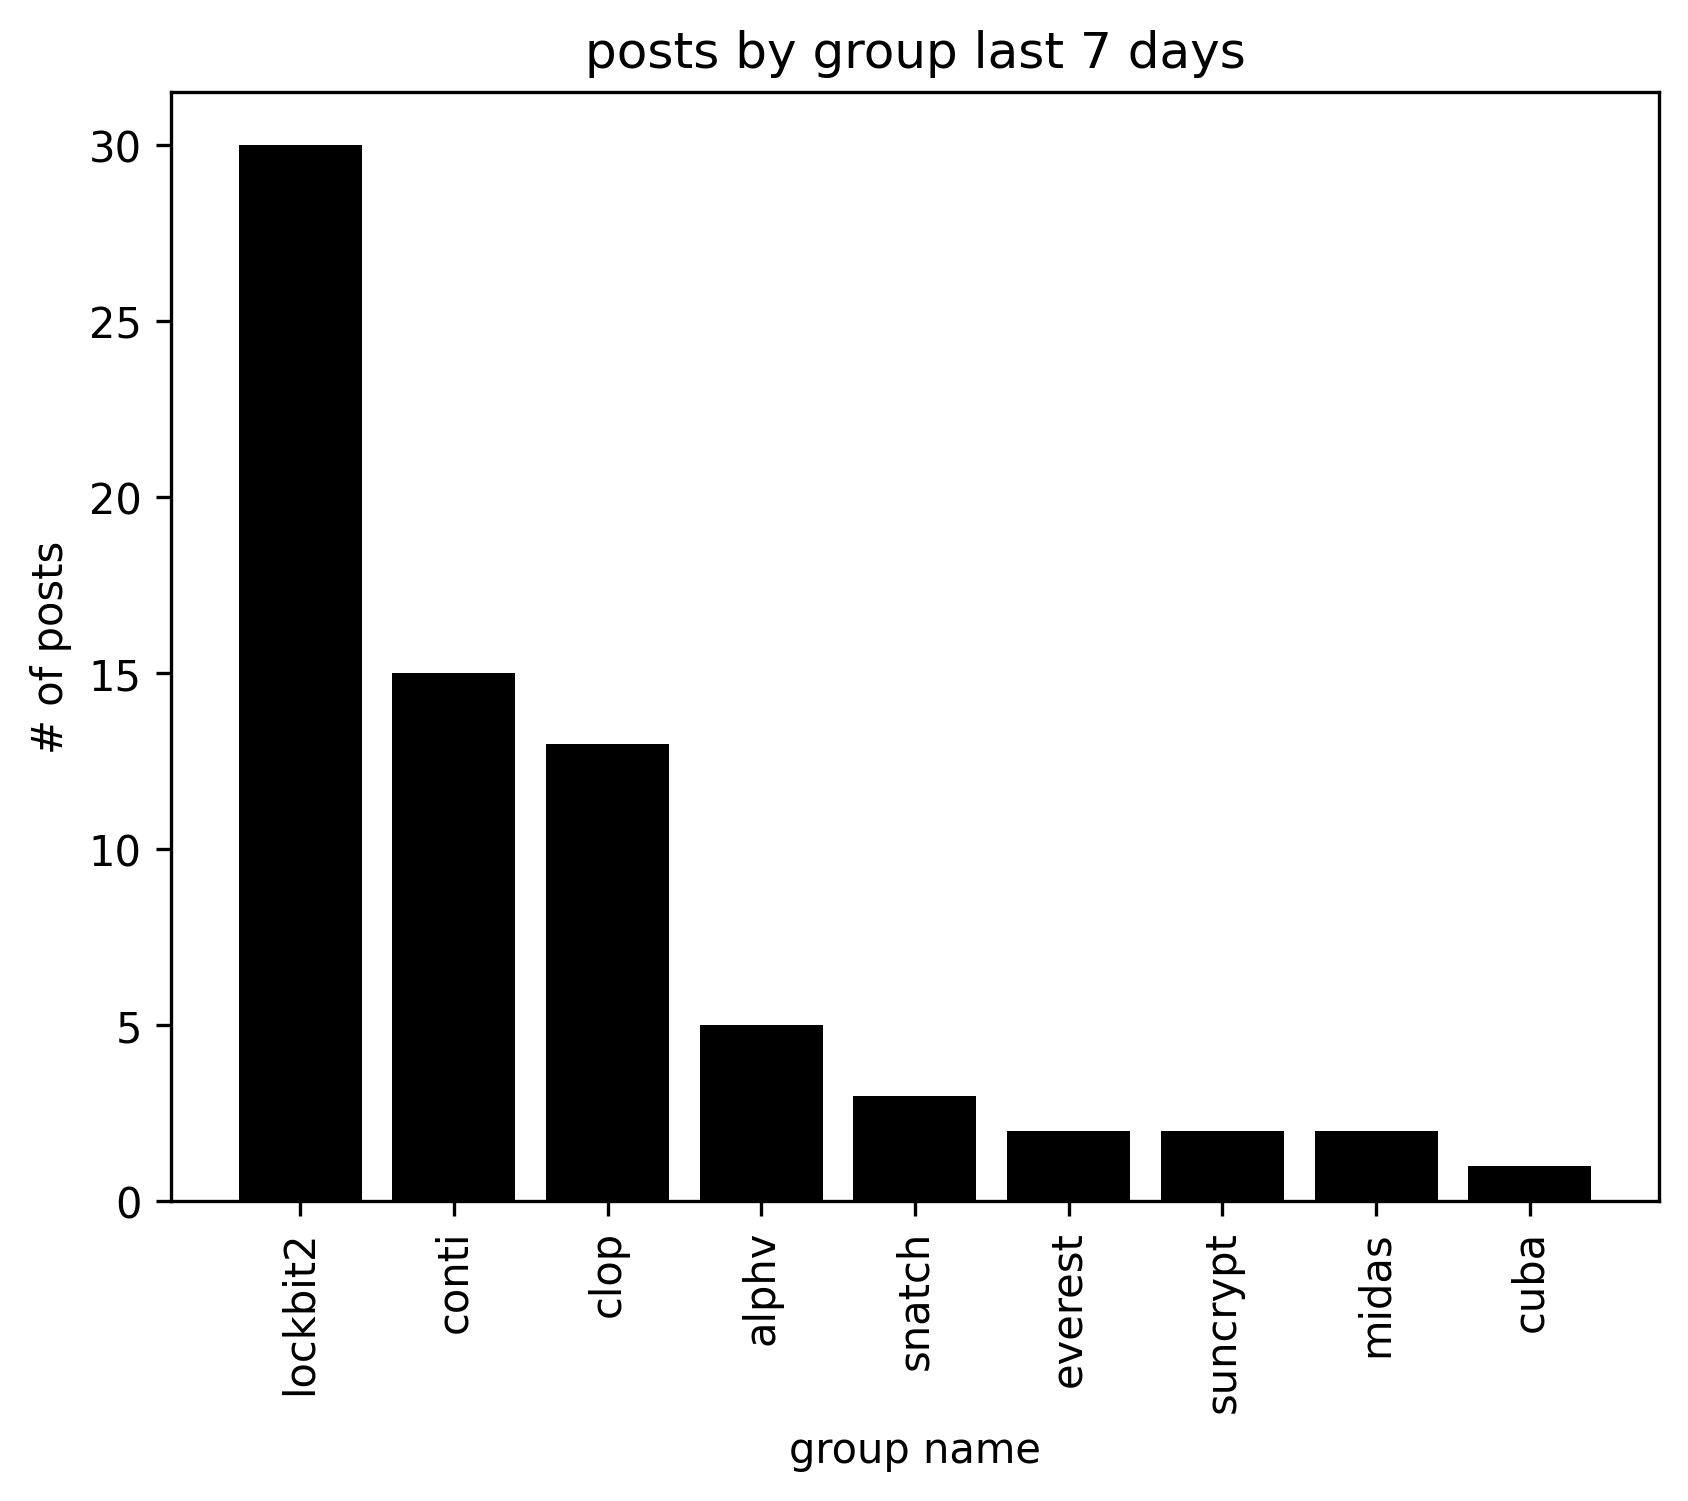 posts by group last 7 days
# of posts
30
25
20
15
10
5
0
lockbit2
conti
clop
alphv
snatch
everest
suncrypt
midas
cuba
group name